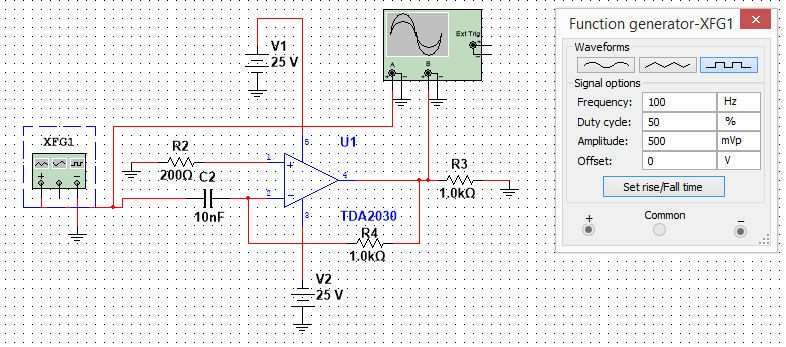 V1
25 V
XFG1
+
-
R2
200Ω
C2
10nF
1
2
3
4
5
+
−
U1
TDA2030
R3
1.0kΩ
R4
1.0kΩ
V2
25 V
A
B
Ext Trig
+
-
Function generator-XFG1
Waveforms
Signal options
Frequency: 100 Hz
Duty cycle: 50 %
Amplitude: 500 mVp
Offset: 0 V
Set rise/Fall time
+ Common −